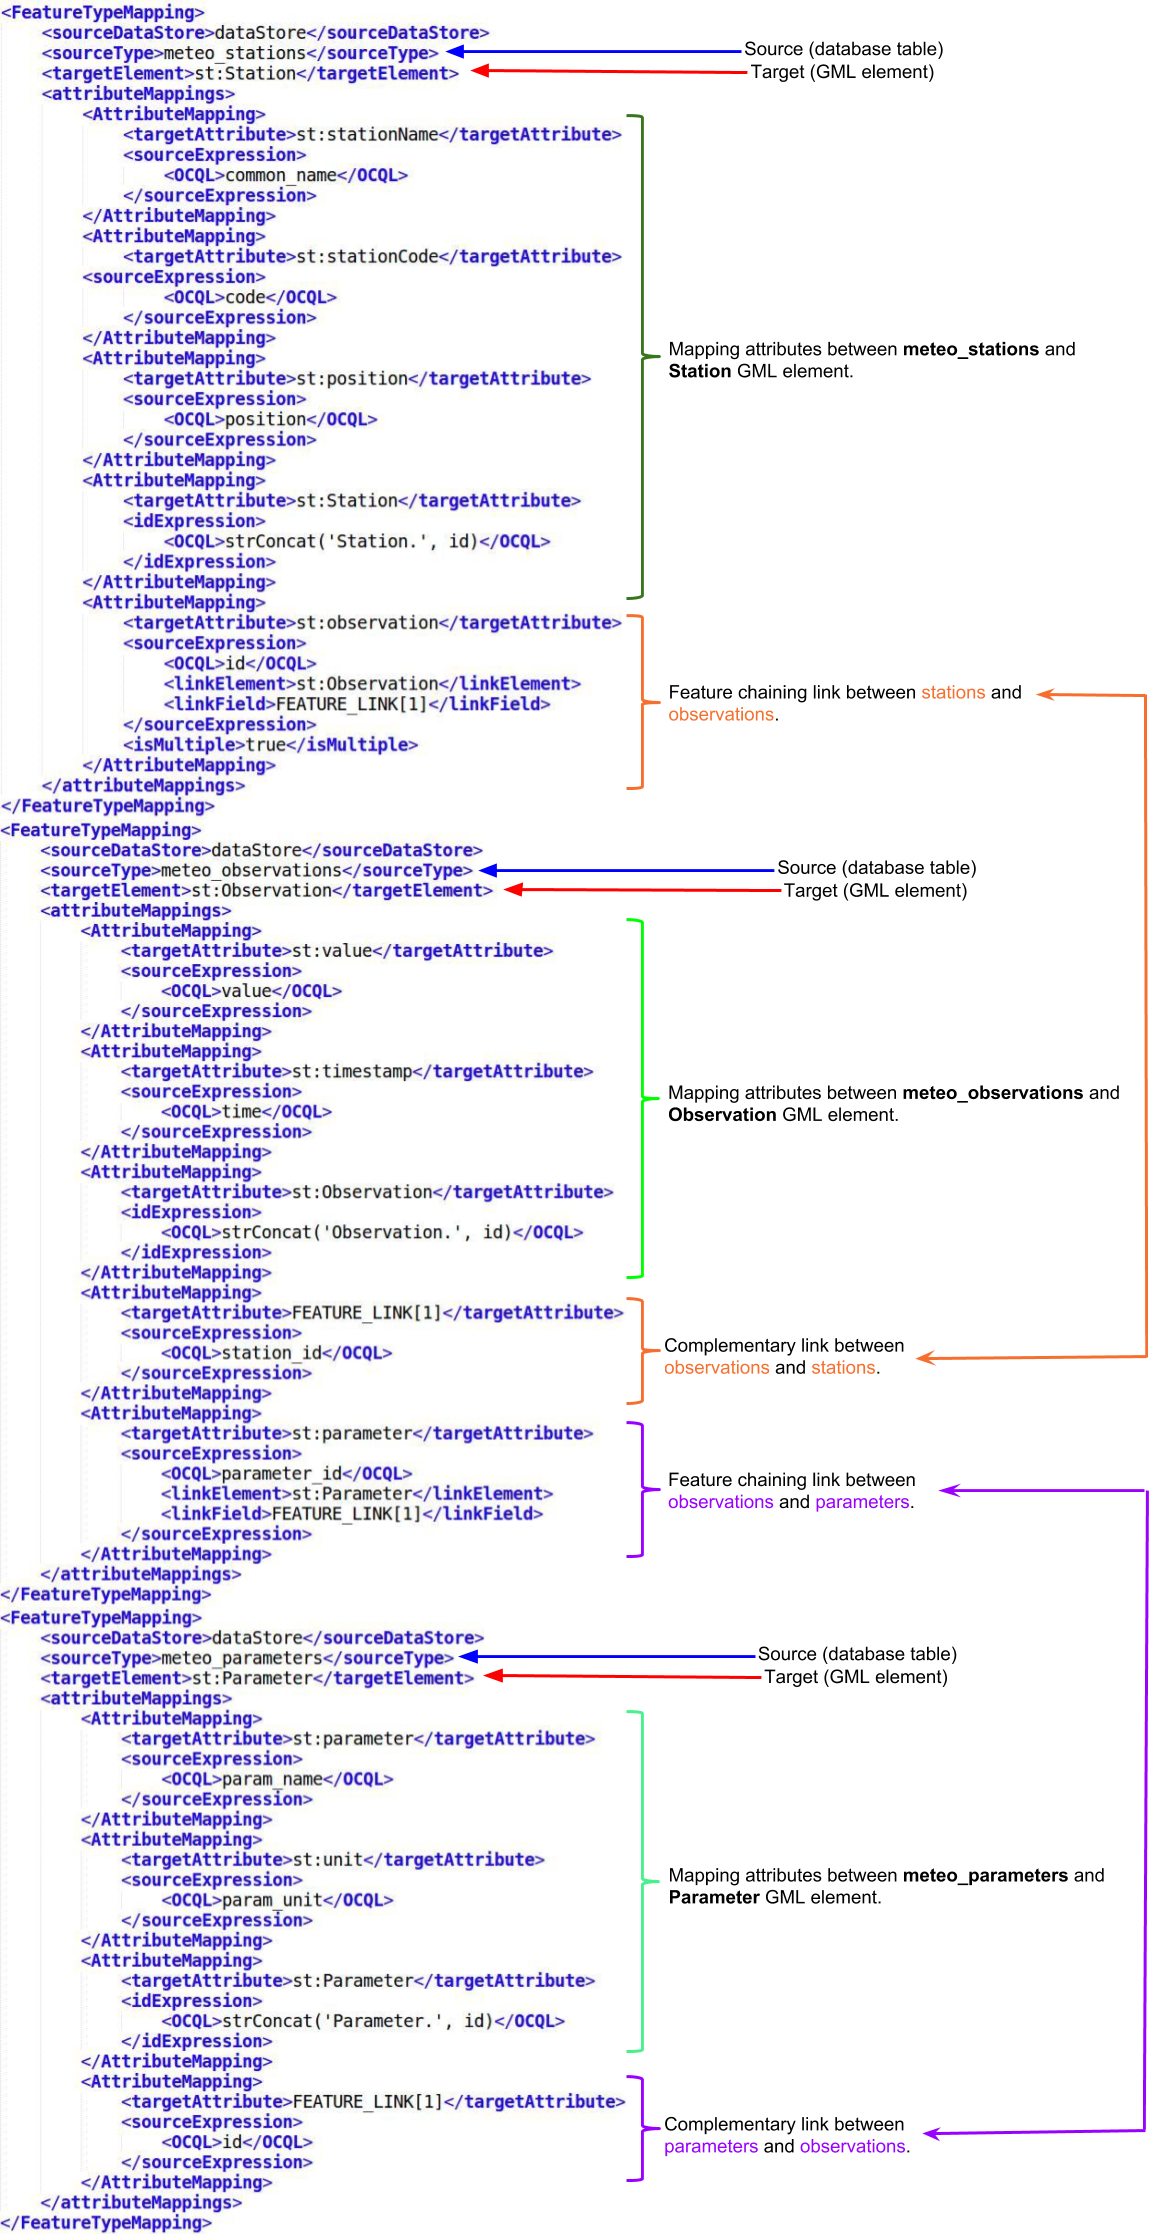 <FeatureTypeMapping>
<sourceDataStore>dataStore</sourceDataStore>
<sourceType>meteo_stations</sourceType>
Source (database table)
<targetElement>st:Station</targetElement>
Target (GML element)
<attributeMappings>
<AttributeMapping>
<targetAttribute>st:stationName</targetAttribute>
<sourceExpression>
<OCQL>common_name</OCQL>
</sourceExpression>
</AttributeMapping>
<AttributeMapping>
<targetAttribute>st:stationCode</targetAttribute>
<sourceExpression>
<OCQL>code</OCQL>
</sourceExpression>
</AttributeMapping>
<AttributeMapping>
<targetAttribute>st:position</targetAttribute>
<sourceExpression>
<OCQL>position</OCQL>
</sourceExpression>
</AttributeMapping>
<AttributeMapping>
<targetAttribute>st:Station</targetAttribute>
<idExpression>
<OCQL>strConcat('Station.', id)</OCQL>
</idExpression>
</AttributeMapping>
Mapping attributes between meteo_stations and
Station GML element.
<AttributeMapping>
<targetAttribute>st:observation</targetAttribute>
<sourceExpression>
<OCQL>id</OCQL>
<linkElement>st:Observation</linkElement>
<linkField>FEATURE_LINK[1]</linkField>
</sourceExpression>
<isMultiple>true</isMultiple>
</AttributeMapping>
</attributeMappings>
Feature chaining link between stations and
observations.
</FeatureTypeMapping>
<FeatureTypeMapping>
<sourceDataStore>dataStore</sourceDataStore>
<sourceType>meteo_observations</sourceType>
Source (database table)
<targetElement>st:Observation</targetElement>
Target (GML element)
<attributeMappings>
<AttributeMapping>
<targetAttribute>st:value</targetAttribute>
<sourceExpression>
<OCQL>value</OCQL>
</sourceExpression>
</AttributeMapping>
<AttributeMapping>
<targetAttribute>st:timestamp</targetAttribute>
<sourceExpression>
<OCQL>time</OCQL>
</sourceExpression>
</AttributeMapping>
<AttributeMapping>
<targetAttribute>st:Observation</targetAttribute>
<idExpression>
<OCQL>strConcat('Observation.', id)</OCQL>
</idExpression>
</AttributeMapping>
Mapping attributes between meteo_observations and
Observation GML element.
<AttributeMapping>
<targetAttribute>FEATURE_LINK[1]</targetAttribute>
<sourceExpression>
<OCQL>station_id</OCQL>
</sourceExpression>
</AttributeMapping>
Complementary link between
observations and stations.
<AttributeMapping>
<targetAttribute>st:parameter</targetAttribute>
<sourceExpression>
<OCQL>parameter_id</OCQL>
<linkElement>st:Parameter</linkElement>
<linkField>FEATURE_LINK[1]</linkField>
</sourceExpression>
</AttributeMapping>
Feature chaining link between
observations and parameters.
</attributeMappings>
</FeatureTypeMapping>
<FeatureTypeMapping>
<sourceDataStore>dataStore</sourceDataStore>
<sourceType>meteo_parameters</sourceType>
Source (database table)
<targetElement>st:Parameter</targetElement>
Target (GML element)
<attributeMappings>
<AttributeMapping>
<targetAttribute>st:parameter</targetAttribute>
<sourceExpression>
<OCQL>param_name</OCQL>
</sourceExpression>
</AttributeMapping>
<AttributeMapping>
<targetAttribute>st:unit</targetAttribute>
<sourceExpression>
<OCQL>param_unit</OCQL>
</sourceExpression>
</AttributeMapping>
<AttributeMapping>
<targetAttribute>st:Parameter</targetAttribute>
<idExpression>
<OCQL>strConcat('Parameter.', id)</OCQL>
</idExpression>
</AttributeMapping>
Mapping attributes between meteo_parameters and
Parameter GML element.
<AttributeMapping>
<targetAttribute>FEATURE_LINK[1]</targetAttribute>
<sourceExpression>
<OCQL>id</OCQL>
</sourceExpression>
</AttributeMapping>
Complementary link between
parameters and observations.
</attributeMappings>
</FeatureTypeMapping>